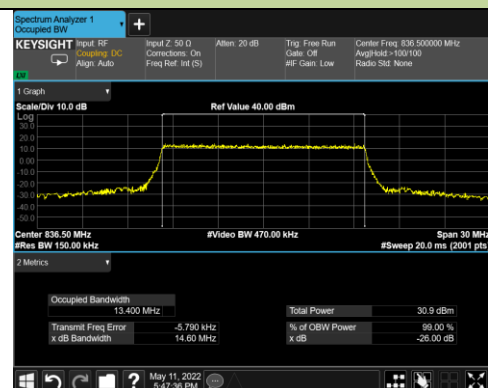 Spectrum Analyzer 1
Occupied BW
KEYSIGHT Input: RF Input Z: 50 Ω Atten: 20 dB Trig: Free Run Center Freq: 836.500000 MHz
Coupling: DC Corrections: On Gate: Off Avg|Hold:>100/100
Align: Auto Freq Ref: Int (S) #IF Gain: Low Radio Std: None
1 Graph
Scale/Div 10.0 dB Ref Value 40.00 dBm
Log
30.0
20.0
10.0
0.00
-10.0
-20.0
-30.0
-40.0
-50.0
Center 836.50 MHz #Video BW 470.00 kHz Span 30 MHz
#Res BW 150.00 kHz #Sweep 20.0 ms (2001 pts)
2 Metrics
Occupied Bandwidth
13.400 MHz Total Power 30.9 dBm
Transmit Freq Error -5.790 kHz % of OBW Power 99.00 %
x dB Bandwidth 14.60 MHz x dB -26.00 dB
May 11, 2022
5:47:36 PM